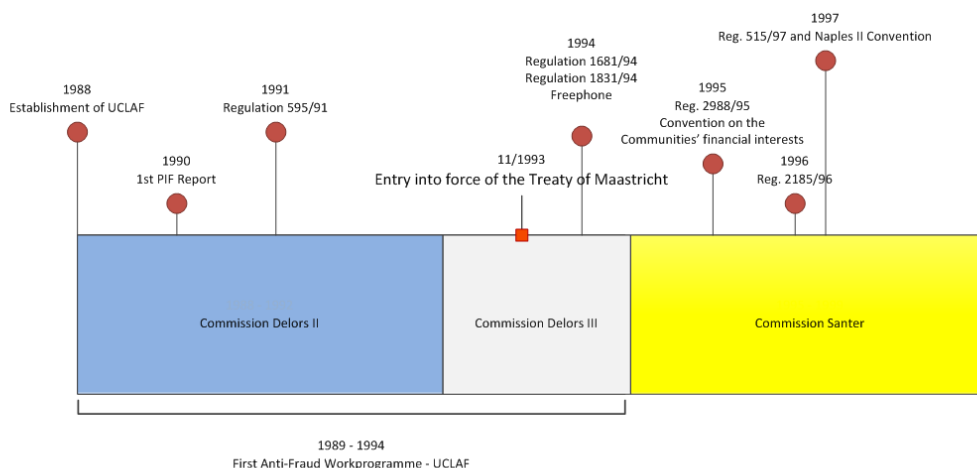 1988
Establishment of UCLAF
1990
1st PIF Report
1991
Regulation 595/91
11/1993
Entry into force of the Treaty of Maastricht
1994
Regulation 1681/94
Regulation 1831/94
Freephone
1995
Reg. 2988/95
Convention on the
Communities' financial interests
1996
Reg. 2185/96
1997
Reg. 515/97 and Naples II Convention
Commission Delors II
Commission Delors III
Commission Santer
1989 - 1994
First Anti-Fraud Workprogramme - UCLAF